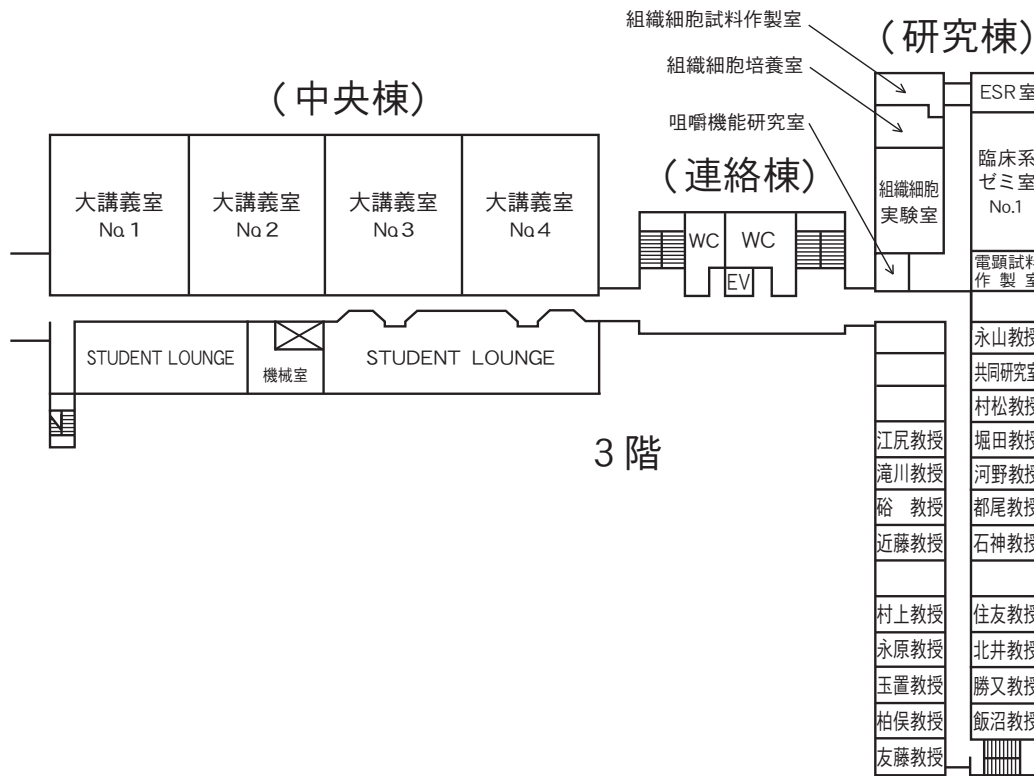 組織細胞試料作製室
(研究棟)
組織細胞培養室
(中央棟)
ESR室
咀嚼機能研究室
(連絡棟)
臨床系
ゼミ室
No.1
組織細胞
実験室
大講義室
No.1
大講義室
No.2
大講義室
No.3
大講義室
No.4
WC
WC
EV
電顕試料
作製室
STUDENT LOUNGE
機械室
STUDENT LOUNGE
3階
永山教授
共同研究室
村松教授
江尻教授
堀田教授
滝川教授
河野教授
硲 教授
都尾教授
近藤教授
石神教授
村上教授
住友教授
永原教授
北井教授
玉置教授
勝又教授
柏俣教授
飯沼教授
友藤教授